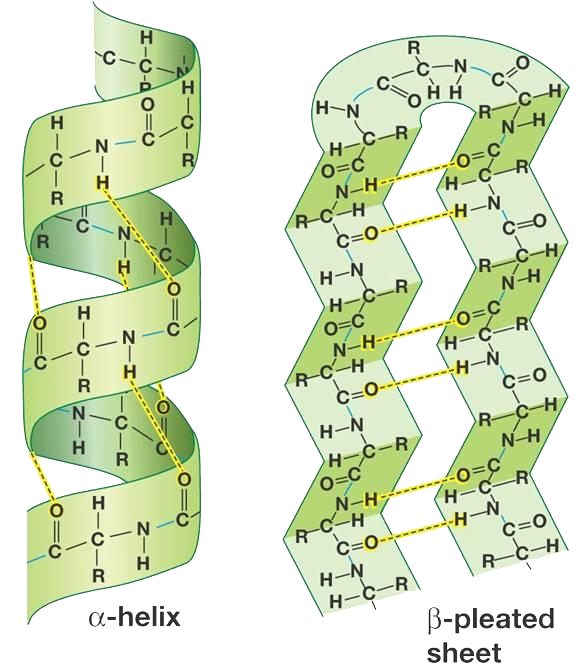 H
C C N
R H
O
H N C C
C H R
R
C H
R N C
H
O O
H C
C C N
R H
O
N C C
H R
O O
H C
C C N
R H
α-helix
R O
C N C
C H H C H
O R
H N N H
H C R O C
O C H C R
N H H N
R C H C O
C O
H N R C H
H C R N H
O C O C
N H H C R
R C H H N
C O C O
H N R C H
H C R N H
O C O C R
N H H C
R C H H N
C O C O
H N R C H
H C R
β-pleated
sheet